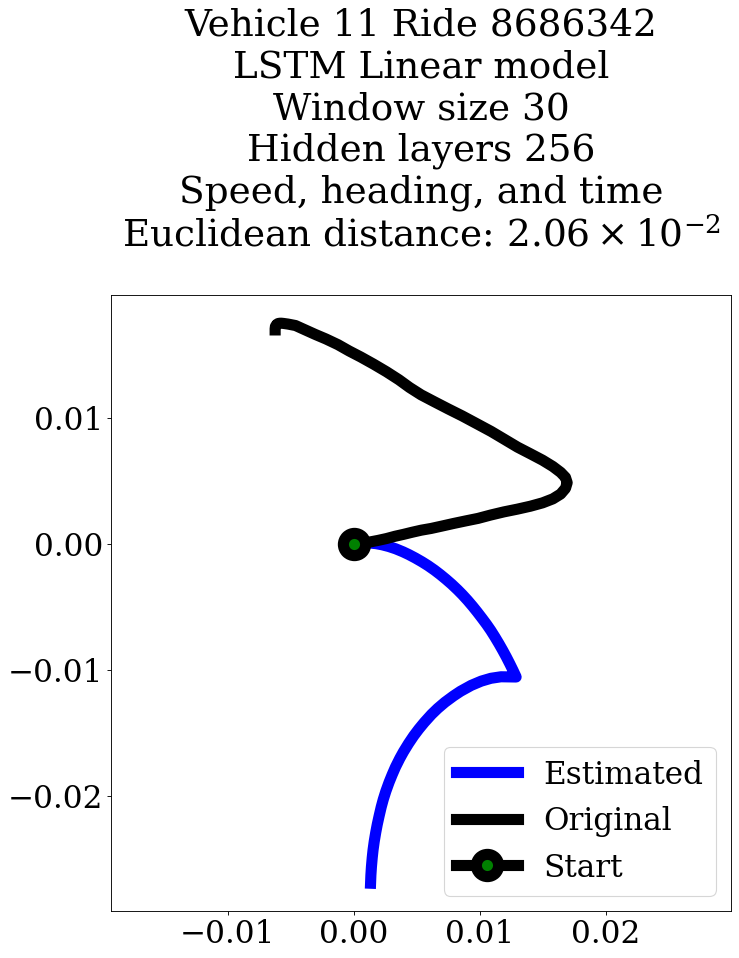 Vehicle 11 Ride 8686342
LSTM Linear model
Window size 30
Hidden layers 256
Speed, heading, and time
Euclidean distance: 2.06 × 10⁻²
0.01
0.00
−0.01
−0.02
Estimated
Original
Start
−0.01 0.00 0.01 0.02